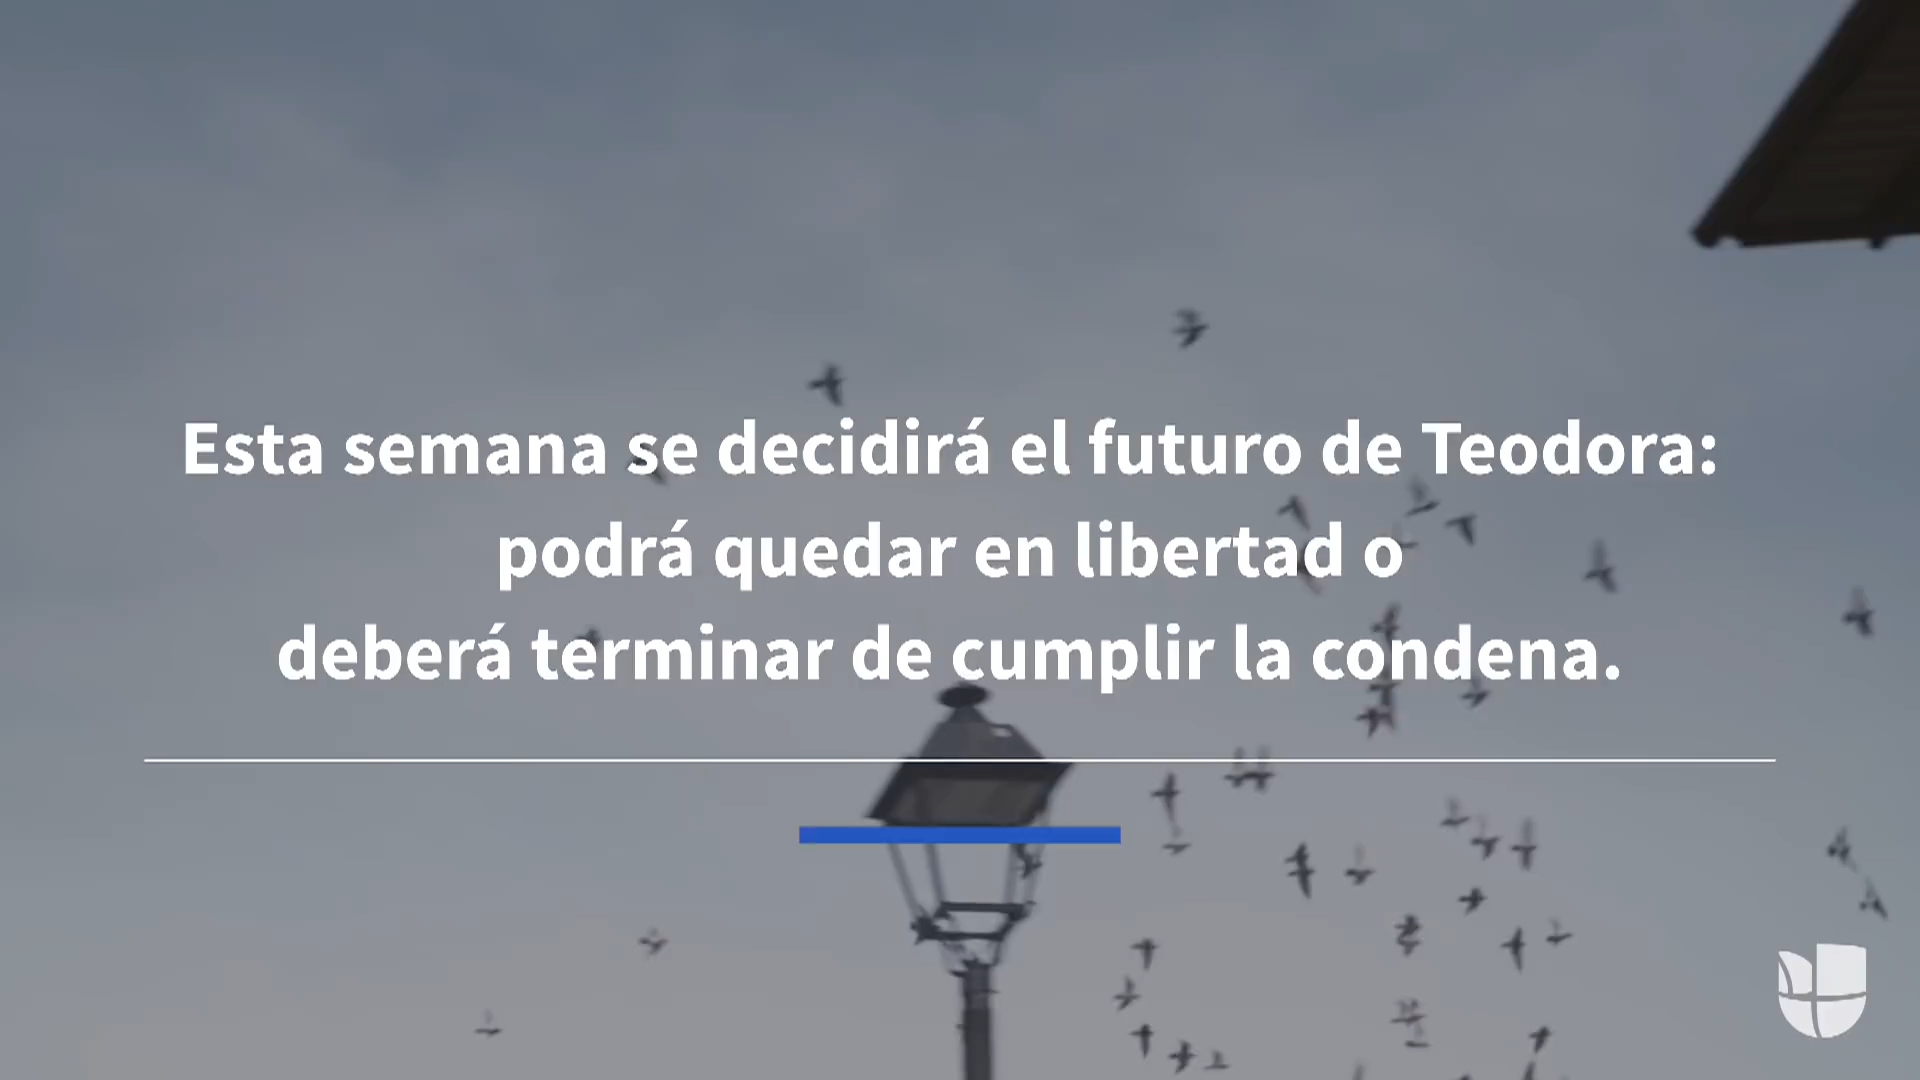 Esta semana se decidirá el futuro de Teodora:
podrá quedar en libertad o
deberá terminar de cumplir la condena.